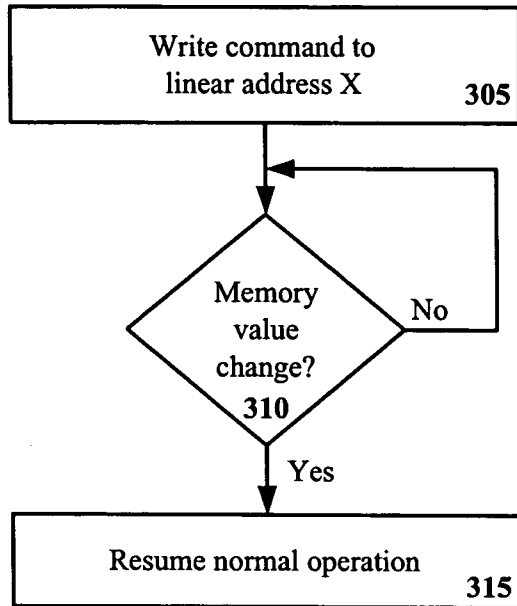 Write command to
linear address X
305
Memory
value
change?
310
No
Yes
Resume normal operation
315